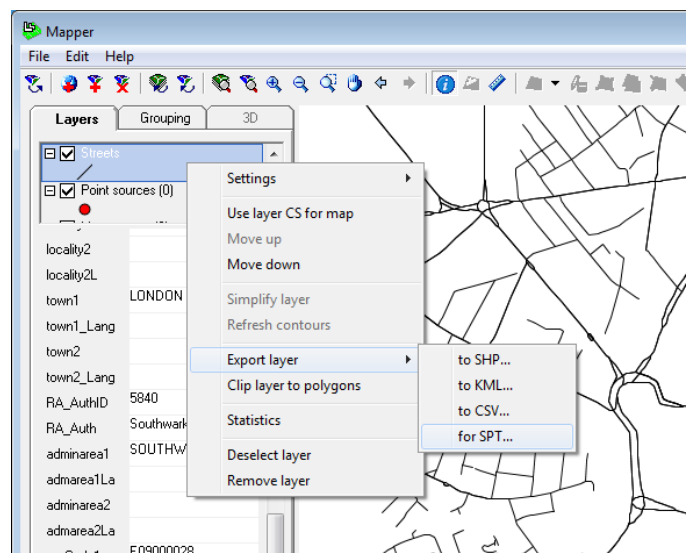 Mapper
File Edit Help
Layers Grouping 3D
Streets
Point sources (0)
locality2
locality2L
town1 LONDON
town1_Lang
town2
town2_Lang
RA_AuthID 5840
RA_Auth Southwark
adminarea1 SOUTHW
admarea1La
adminarea2
admarea2La
E09000028
Settings
Use layer CS for map
Move up
Move down
Simplify layer
Refresh contours
Export layer
Clip layer to polygons
Statistics
Deselect layer
Remove layer
to SHP...
to KML...
to CSV...
for SPT...